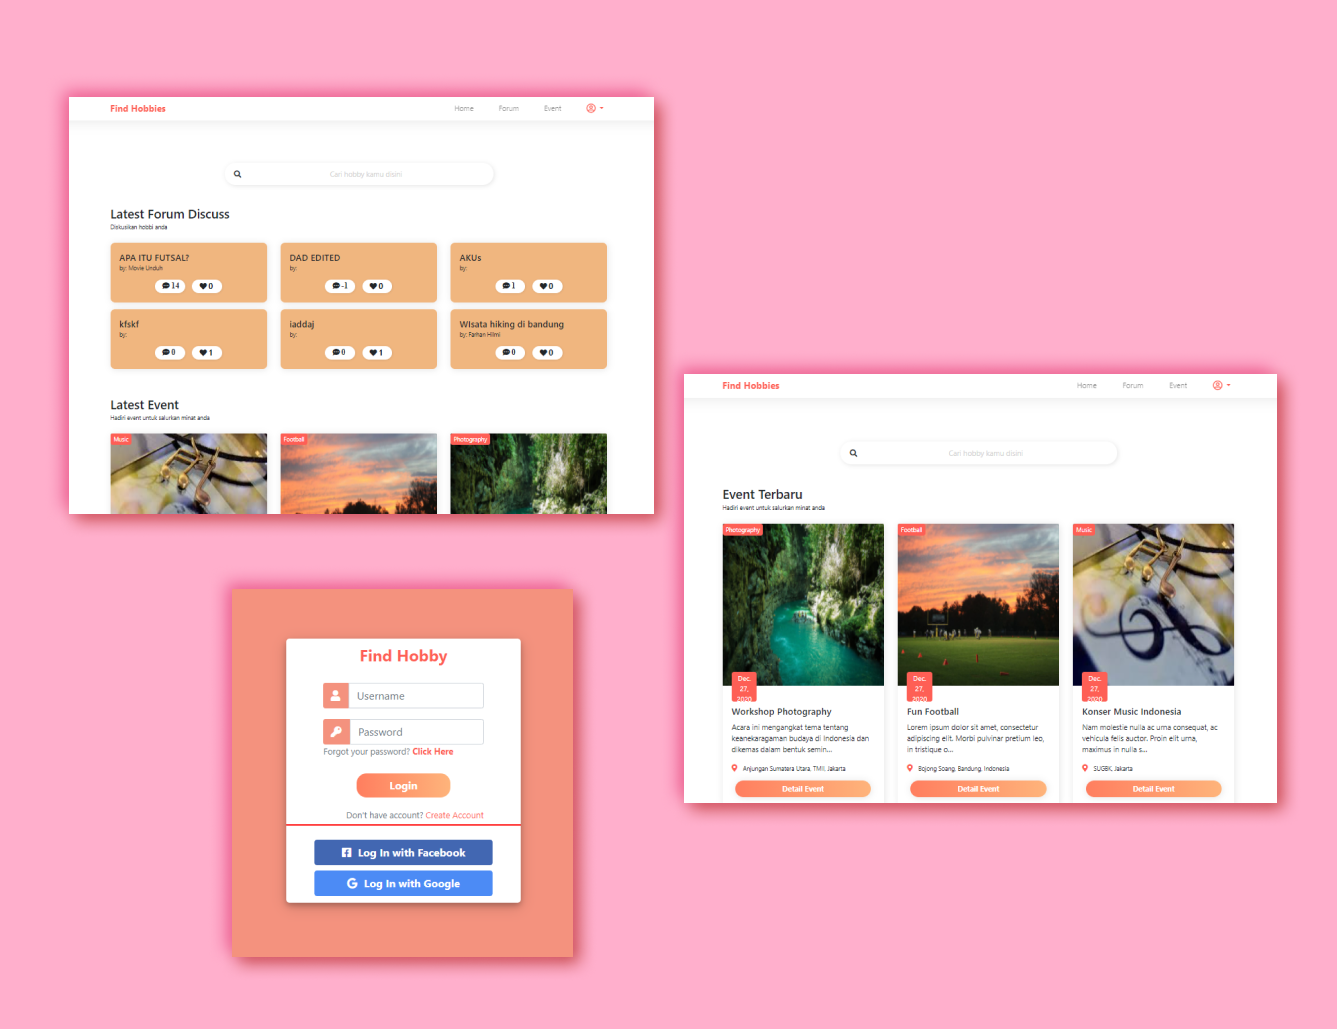 Find Hobbies
Home Forum Event
Cari hobby kamu disini
Latest Forum Discuss
Diskusikan hobbi anda
APA ITU FUTSAL?
by: Movie Unduh
14 0
DAD EDITED
by:
-1 0
AKUs
by:
1 0
kfskf
by:
0 1
iaddaj
by:
0 1
WIsata hiking di bandung
by: Farhan Hilmi
0 0
Latest Event
Hadiri event untuk salurkan minat anda
Music
Football
Photography
Find Hobbies
Home Forum Event
Cari hobby kamu disini
Event Terbaru
Hadiri event untuk salurkan minat anda
Photography
Dec.
27,
2020
Workshop Photography
Acara ini mengangkat tema tentang
keanekaragaman budaya di Indonesia dan
dikemas dalam bentuk semin...
Anjungan Sumatera Utara, TMII, Jakarta
Detail Event
Football
Dec.
27,
2020
Fun Football
Lorem ipsum dolor sit amet, consectetur
adipiscing elit. Morbi pulvinar pretium leo,
in tristique o...
Bojong Soang, Bandung, Indonesia
Detail Event
Music
Dec.
27,
2020
Konser Music Indonesia
Nam molestie nulla ac urna consequat, ac
vehicula felis auctor. Proin elit urna,
maximus in nulla s...
SUGBK, Jakarta
Detail Event
Find Hobby
Username
Password
Forgot your password? Click Here
Login
Don't have account? Create Account
Log In with Facebook
Log In with Google